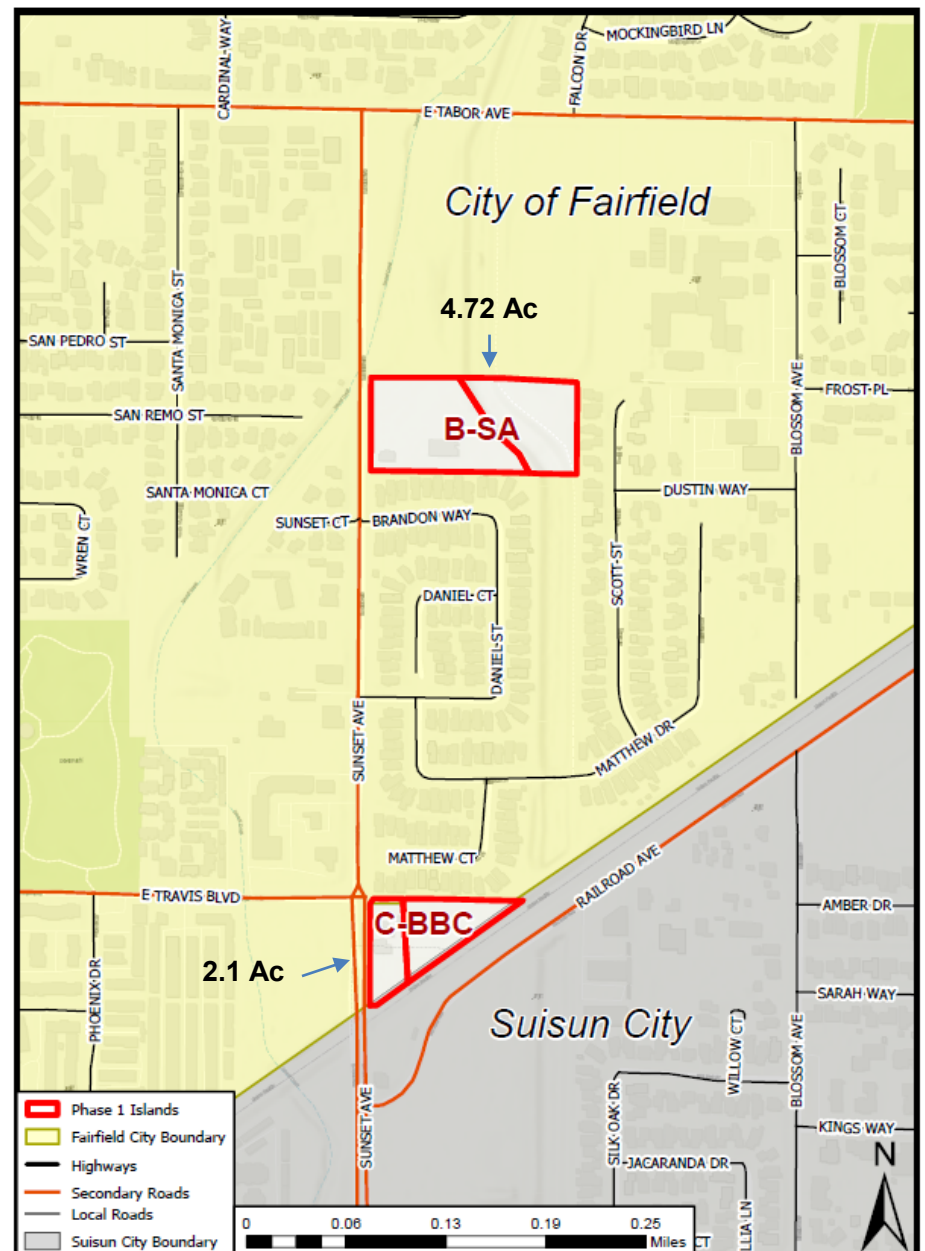 MOCKINGBIRD LN
CARDINAL-WAY
FALCON DR
E TABOR AVE
City of Fairfield
BLOSSOM CT
SANTA MONICA ST
4.72 Ac
SAN PEDRO ST
BLOSSOM AVE
FROST-PL
SAN REMO ST
B-SA
SANTA MONICA CT
DUSTIN WAY
SUNSET CT
BRANDON WAY
WREN CT
SCOTT-ST
DANIEL CT
DANIEL-ST
SUNSET-AVE
MATTHEW DR
MATTHEW CT
RAILROAD AVE
E TRAVIS BLVD
C-BBC
AMBER DR
2.1 Ac
PHOENIX DR
SARAH WAY
Suisun City
WILLOW CT
BLOSSOM AVE
SUNSET-AVE
SILK OAK DR
KINGS WAY
JACARANDA DR
N
LLIA LN
CT
Phase 1 Islands
Fairfield City Boundary
Highways
Secondary Roads
Local Roads
Suisun City Boundary
0 0.06 0.13 0.19 0.25
Miles